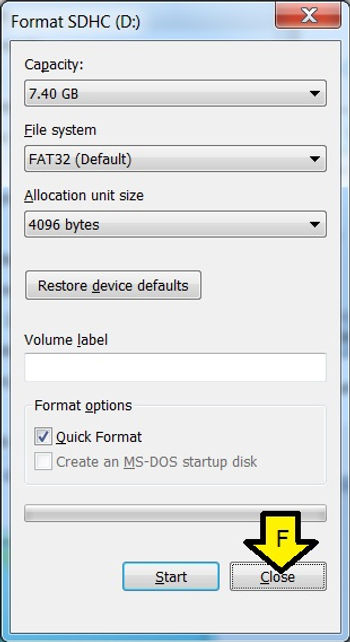 Format SDHC (D:)
Capacity:
7.40 GB
File system
FAT32 (Default)
Allocation unit size
4096 bytes
Restore device defaults
Volume label
Format options
Quick Format
Create an MS-DOS startup disk
F
Start
Close